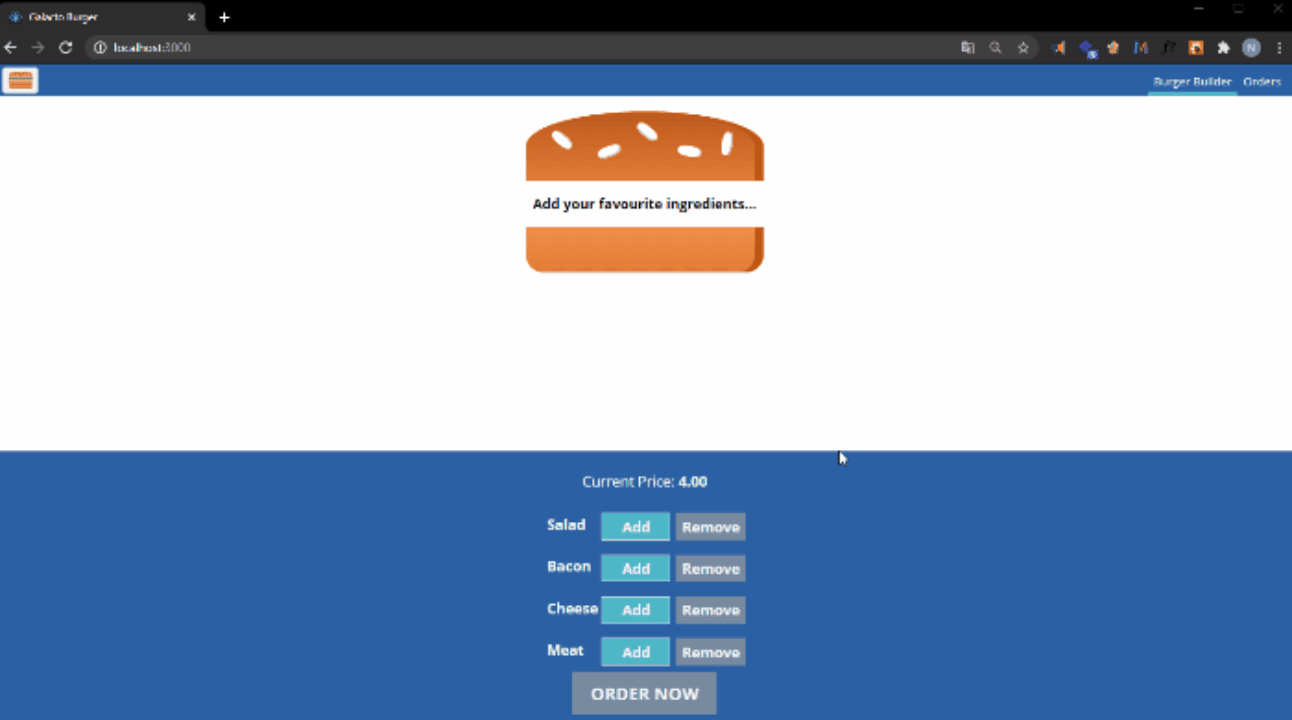 Galacto Burger
localhost:3000
Burger Builder Orders
Add your favourite ingredients...
Current Price: 4.00
Salad Add Remove
Bacon Add Remove
Cheese Add Remove
Meat Add Remove
ORDER NOW